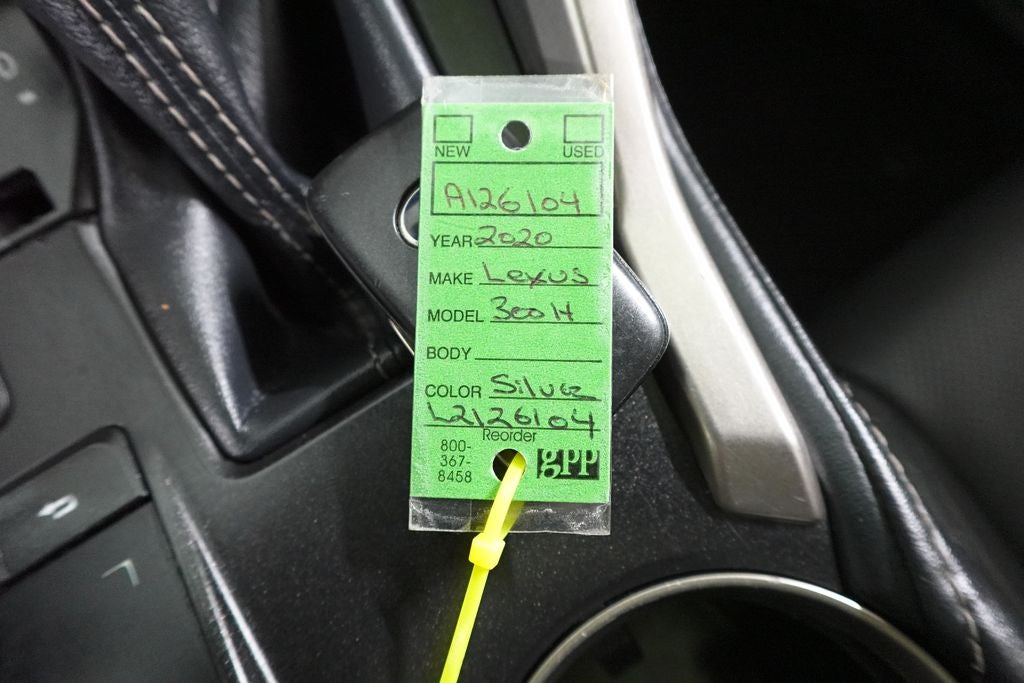 NEW USED
A126104
YEAR 2020
MAKE Lexus
MODEL 300H
BODY
COLOR Silver
L2126104
Reorder
800-
367-
8458
gpp